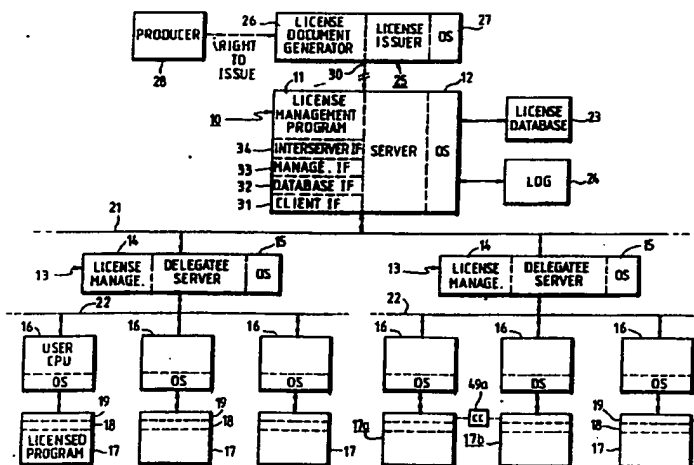 26
LICENSE DOCUMENT GENERATOR
LICENSE ISSUER
OS
27
PRODUCER
28
RIGHT TO ISSUE
30
25
11
12
10
LICENSE MANAGEMENT PROGRAM
SERVER
OS
34
INTERSERVER IF
33
MANAGE. IF
32
DATABASE IF
31
CLIENT IF
LICENSE DATABASE
23
LOG
24
21
14
15
13
LICENSE MANAGE.
DELEGATEE SERVER
OS
14
15
13
LICENSE MANAGE.
DELEGATEE SERVER
OS
22
22
16
USER CPU
OS
16
OS
16
OS
16
OS
16
OS
16
OS
19
18
LICENSED PROGRAM
17
19
18
17
17
17a
49a
CC
17b
19
18
17